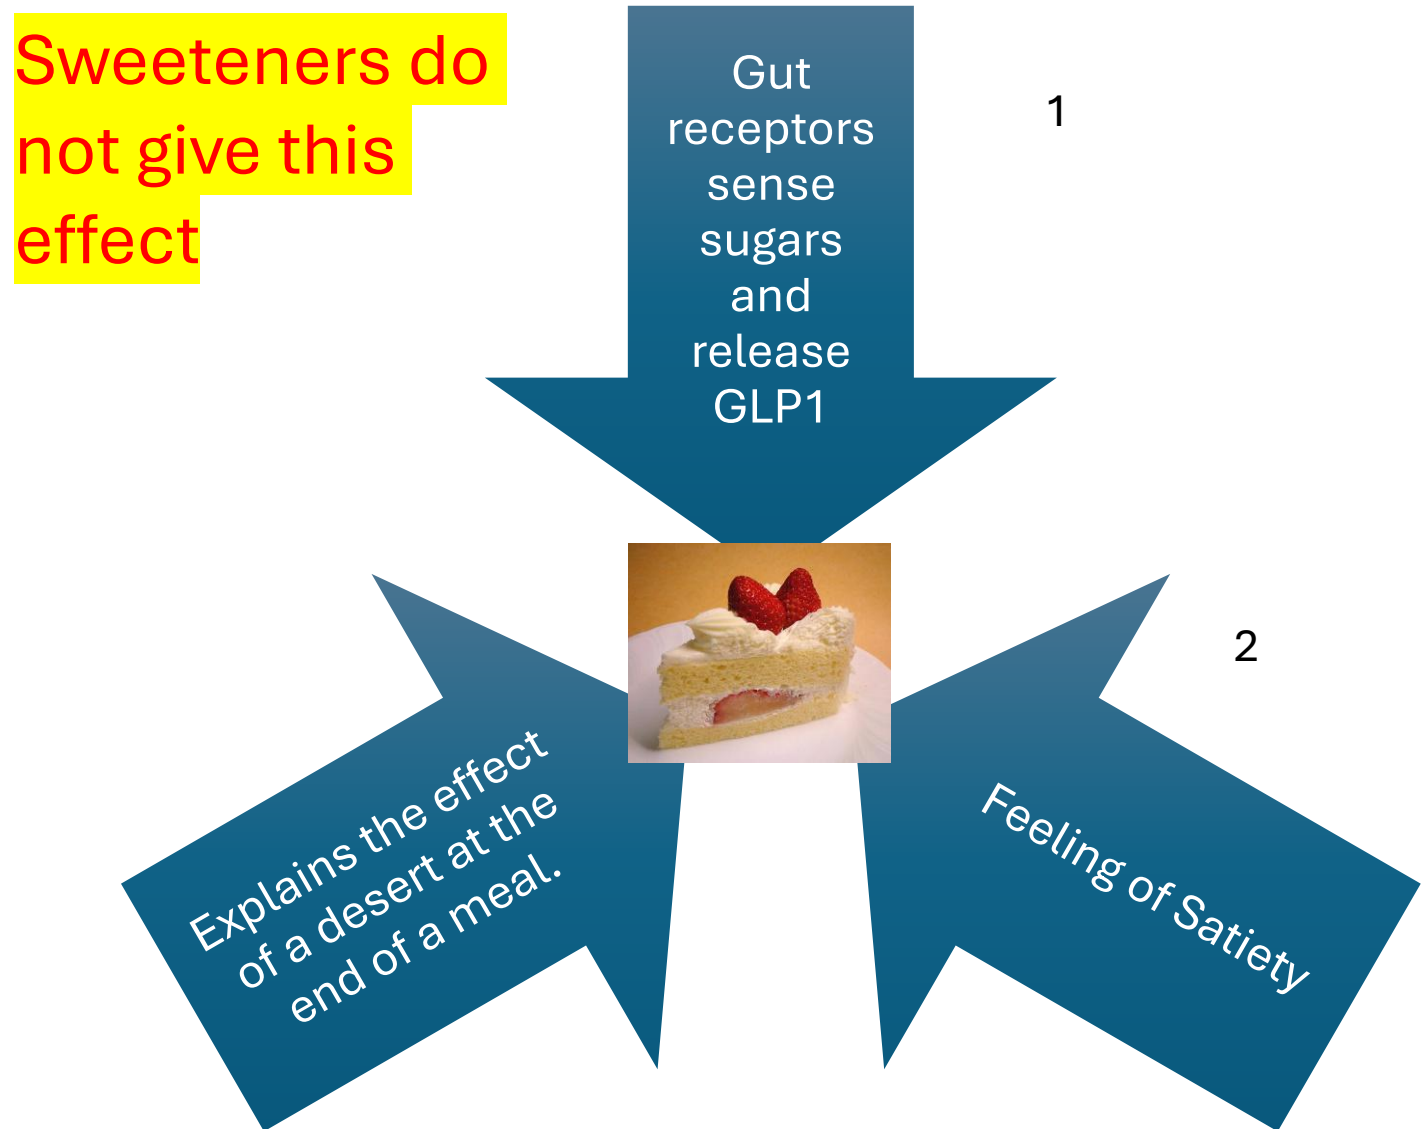 Sweeteners do
not give this
effect
Gut
receptors
sense
sugars
and
release
GLP1
1
2
Feeling of Satiety
Explains the effect
of a desert at the
end of a meal.